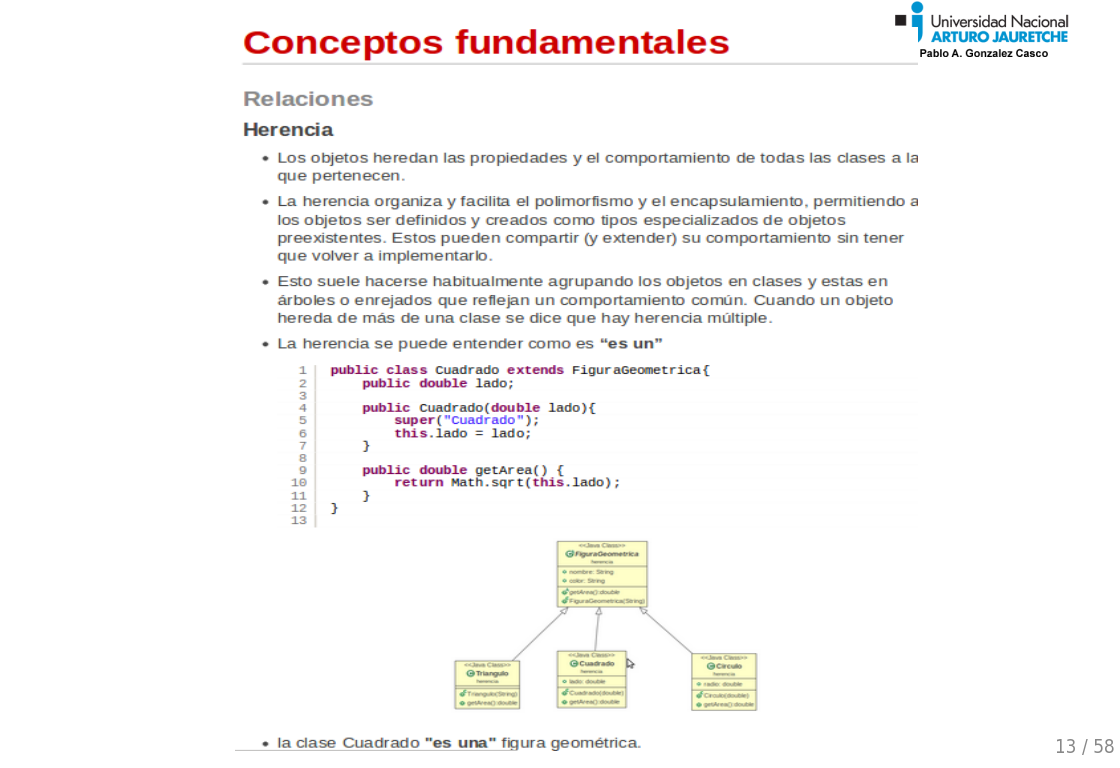 Conceptos fundamentales
Universidad Nacional
ARTURO JAURETCHE
Pablo A. Gonzalez Casco
Relaciones
Herencia
• Los objetos heredan las propiedades y el comportamiento de todas las clases a la
que pertenecen.
• La herencia organiza y facilita el polimorfismo y el encapsulamiento, permitiendo a
los objetos ser definidos y creados como tipos especializados de objetos
preexistentes. Estos pueden compartir (y extender) su comportamiento sin tener
que volver a implementarlo.
• Esto suele hacerse habitualmente agrupando los objetos en clases y estas en
árboles o enrejados que reflejan un comportamiento común. Cuando un objeto
hereda de más de una clase se dice que hay herencia múltiple.
• La herencia se puede entender como es “es un”
1 public class Cuadrado extends FiguraGeometrica{
2 public double lado;
3
4 public Cuadrado(double lado){
5 super("Cuadrado");
6 this.lado = lado;
7 }
8
9 public double getArea() {
10 return Math.sqrt(this.lado);
11 }
12 }
13
<<Java Class>>
FiguraGeometrica
herencia
nombre: String
color: String
getArea():double
FiguraGeometrica(String)
<<Java Class>>
Triangulo
herencia
Triangulo(String)
getArea():double
<<Java Class>>
Cuadrado
herencia
lado: double
Cuadrado(double)
getArea():double
<<Java Class>>
Circulo
herencia
radio: double
Circulo(double)
getArea():double
• la clase Cuadrado "es una" figura geométrica.
13 / 58